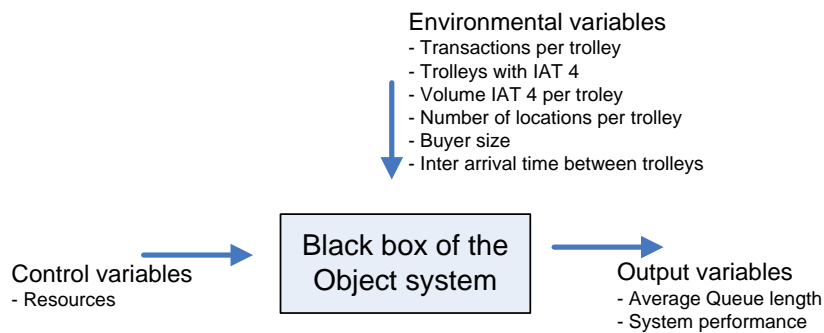 Environmental variables
- Transactions per trolley
- Trolleys with IAT 4
- Volume IAT 4 per troley
- Number of locations per trolley
- Buyer size
- Inter arrival time between trolleys
Black box of the
Object system
Control variables
- Resources
Output variables
- Average Queue length
- System performance